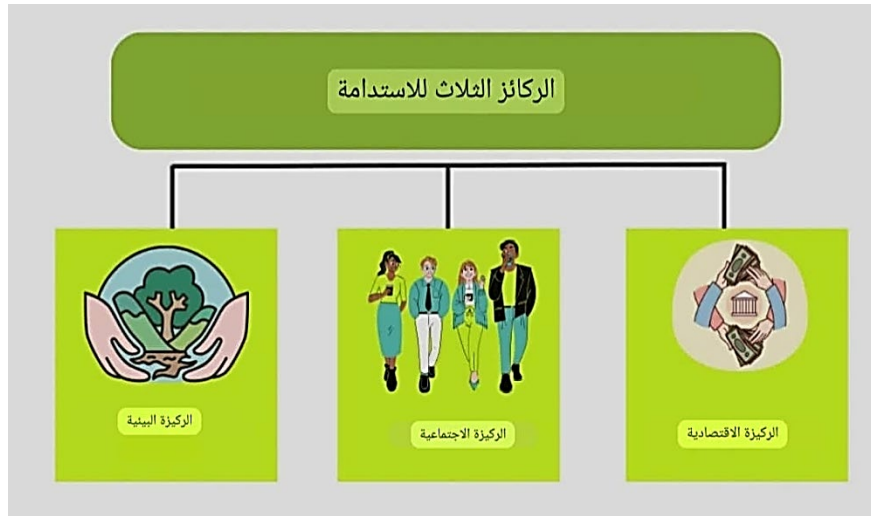 الركائز الثلاث للاستدامة
الركيزة الاقتصادية
الركيزة الاجتماعية
الركيزة البيئية